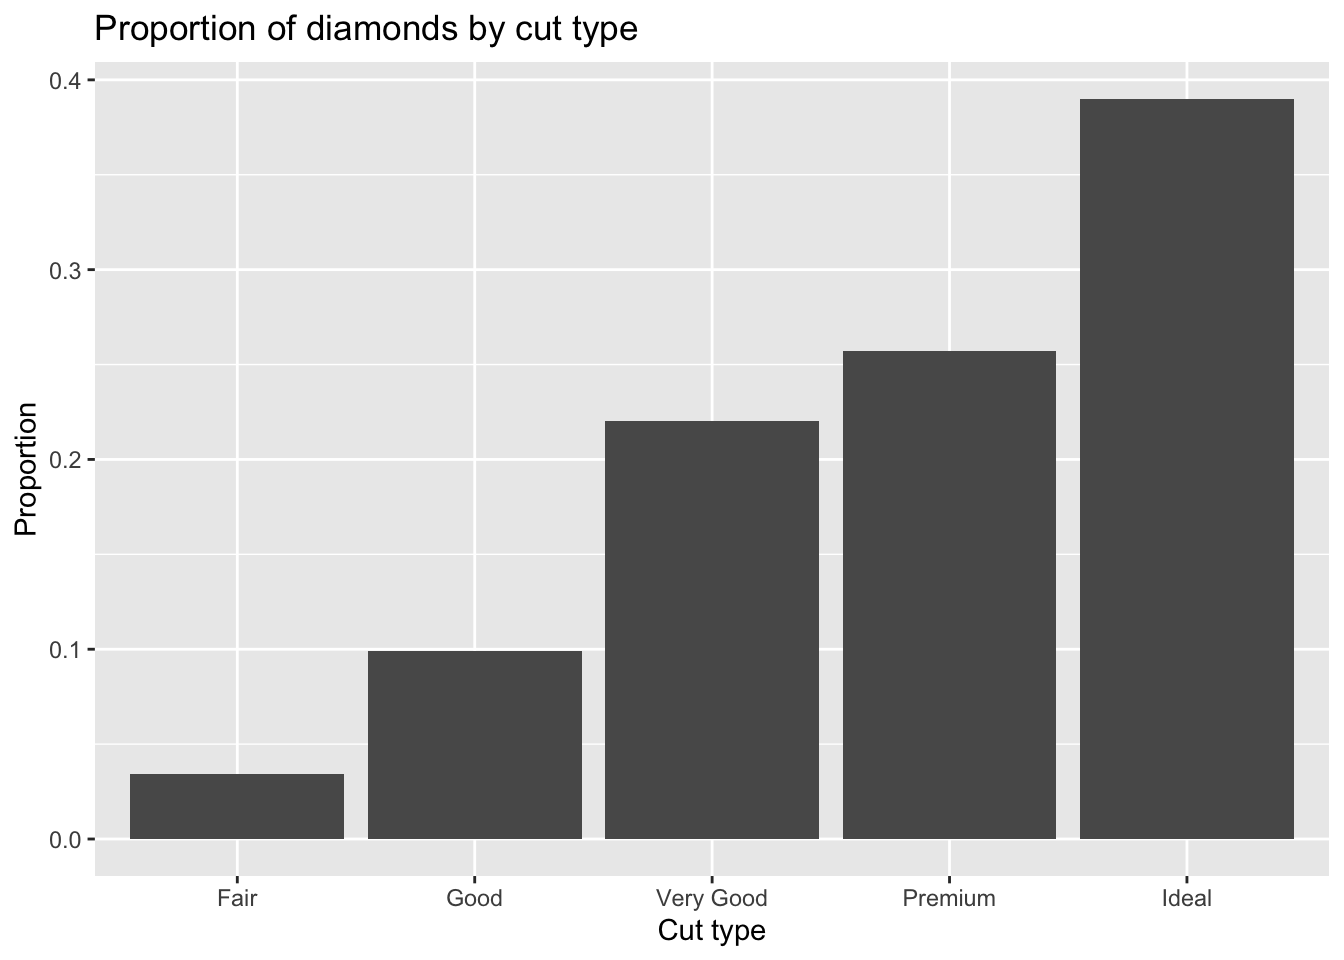 Proportion of diamonds by cut type
0.4
0.3
0.2
0.1
0.0
Proportion
Fair Good Very Good Premium Ideal
Cut type